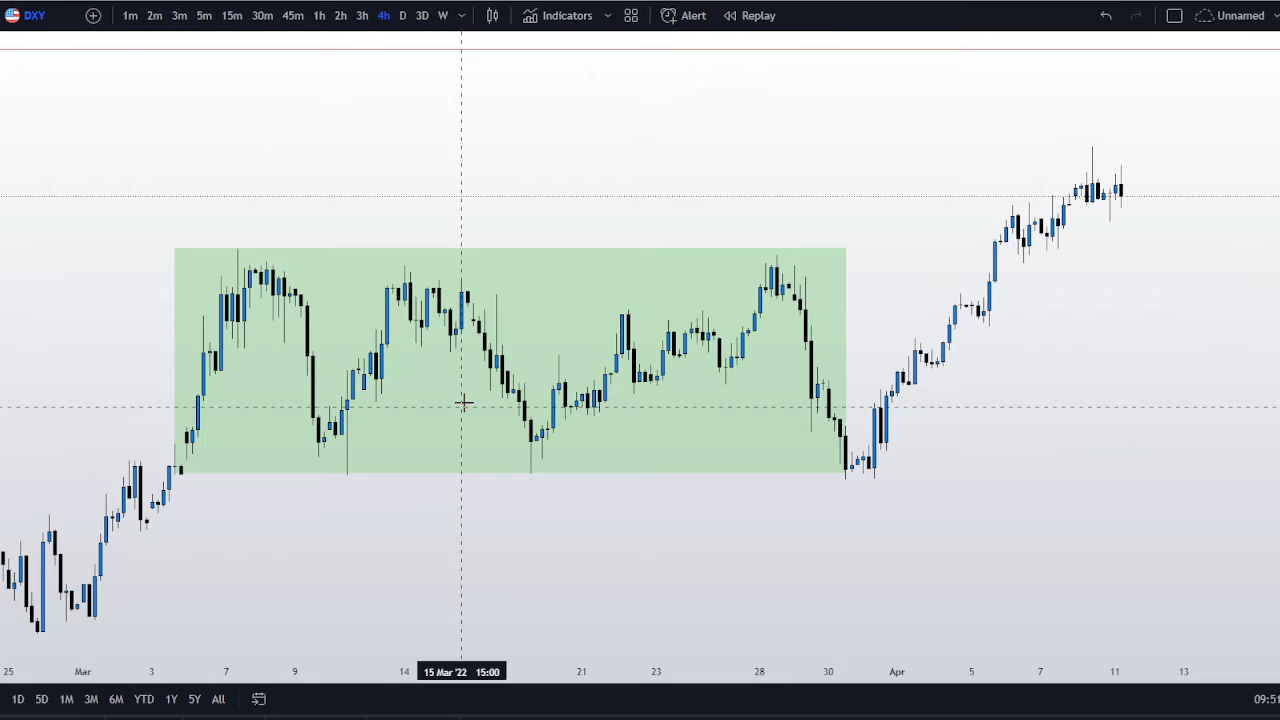 DXY 1m 2m 3m 5m 15m 30m 45m 1h 2h 3h 4h D 3D W Indicators Alert Replay Unnamed
25 Mar 3 7 9 14 15 Mar '22 15:00 21 23 28 30 Apr 5 7 11 13
1D 5D 1M 3M 6M YTD 1Y 5Y All 09:51